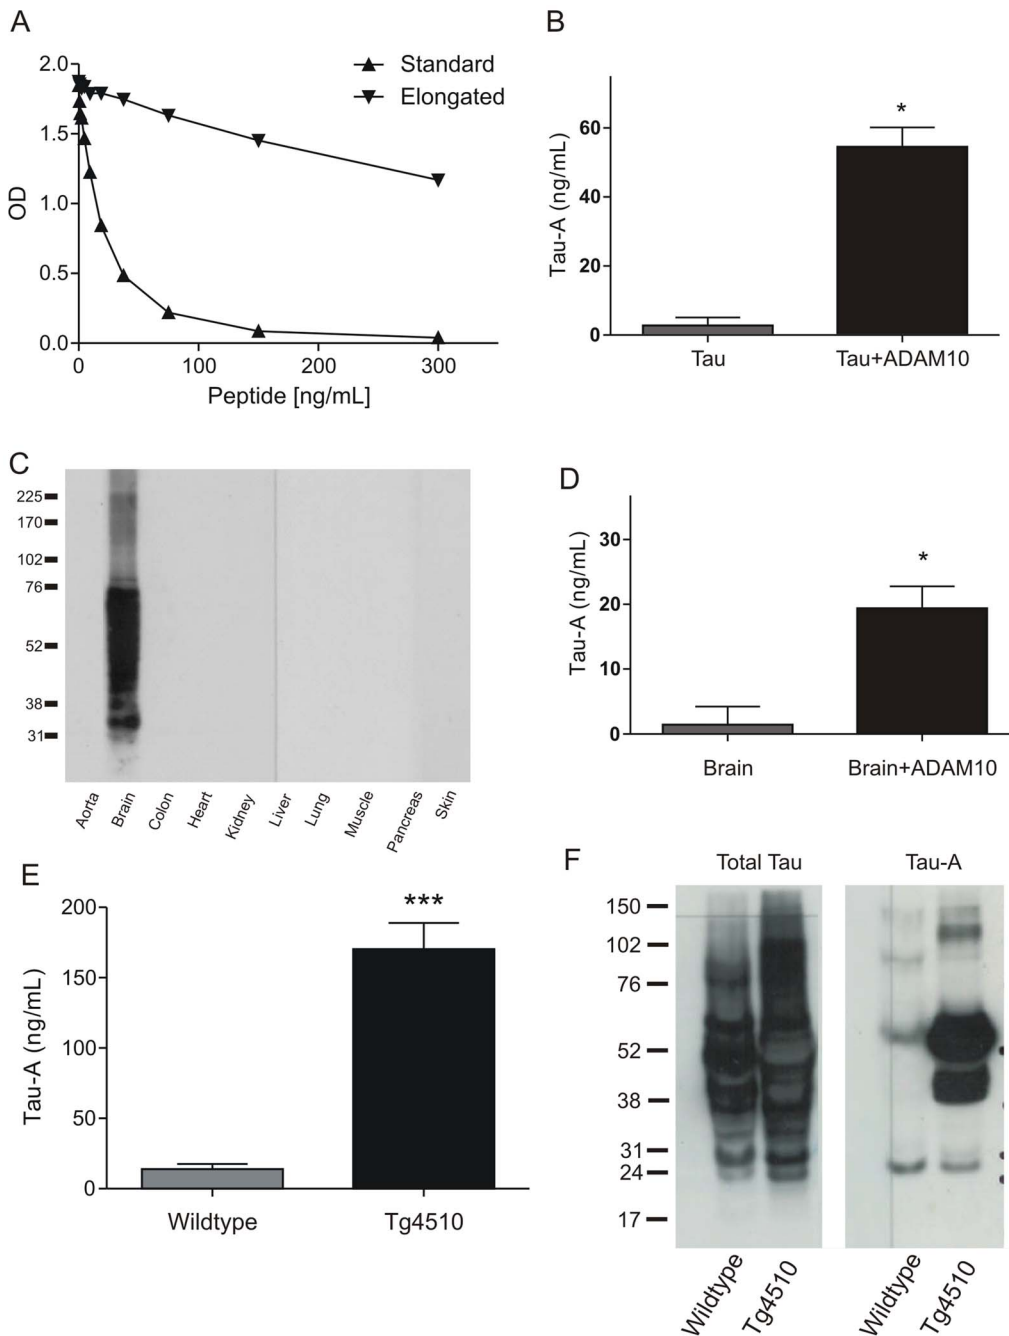 A
2.0
1.5
1.0
0.5
0.0
OD
0 100 200 300
Peptide [ng/mL]
Standard
Elongated
B
60
40
20
0
Tau-A (ng/mL)
*
Tau Tau+ADAM10
C
225
170
102
76
52
38
31
Aorta Brain Colon Heart Kidney Liver Lung Muscle Pancreas Skin
D
30
20
10
0
Tau-A (ng/mL)
*
Brain Brain+ADAM10
E
200
150
100
50
0
Tau-A (ng/mL)
***
Wildtype Tg4510
F
Total Tau Tau-A
150
102
76
52
38
31
24
17
Wildtype Tg4510 Wildtype Tg4510